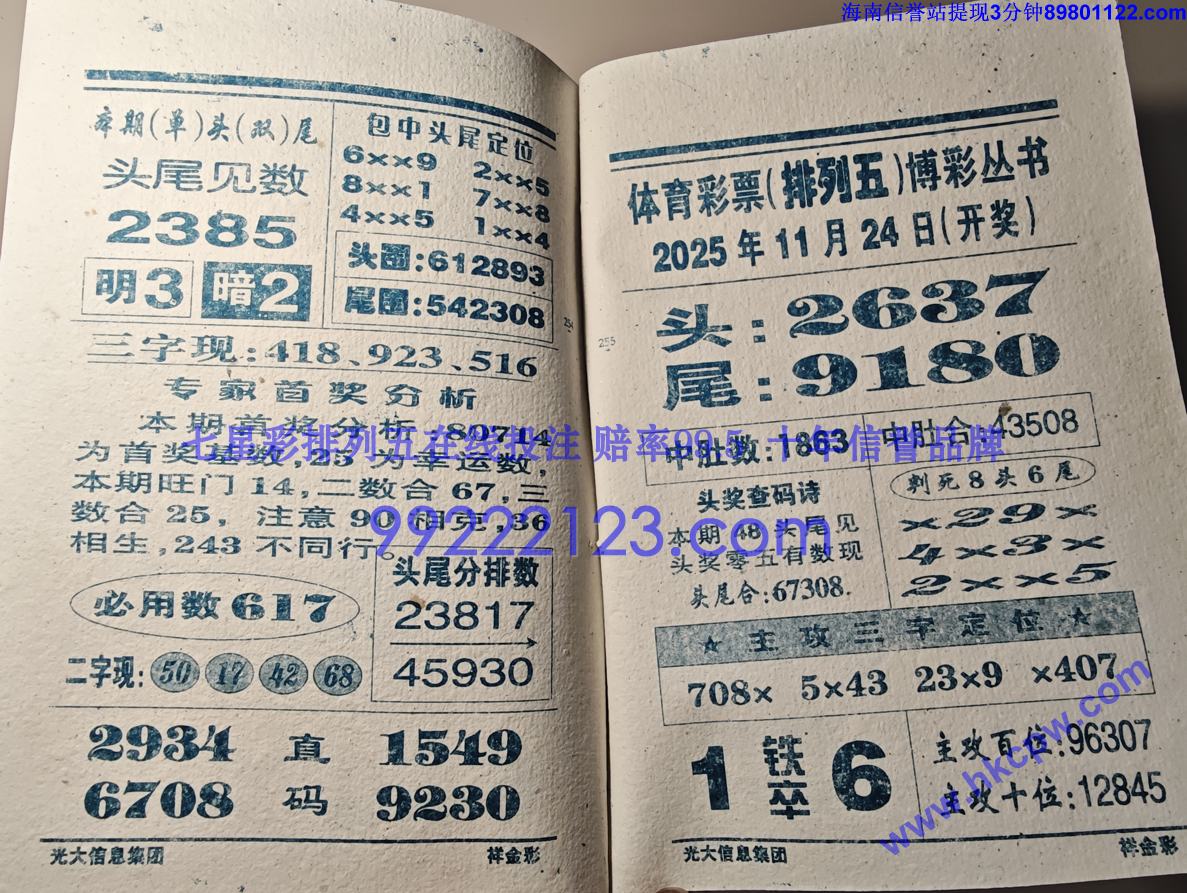 海南信誉站提现3分钟89801122.com
本期(单)头(双)尾
头尾见数
2385
明3 暗2
包中头尾定位
6××9 2××5
8××1 7××8
4××5 1××4
头围:612893
尾围:542308
三字现:418、923、516
专家首奖分析
本期首奖分析,80714
为首奖基数,25为幸运数,
本期旺门14,二数合67,三
数合25,注意90相克,36
相生,243不同行。
必用数617
二字现:50 17 42 68
头尾分排数
23817
45930
2934 直 1549
6708 码 9230
光大信息集团 祥金彩
254
255
体育彩票(排列五)博彩丛书
2025年11月24日(开奖)
头:2637
尾:9180
中肚数:1863
中肚合43508
头奖查码诗
本期48头尾见
头奖零五有数现
头尾合:67308.
判死8头6尾
×29×
4×3×
2××5
☆主攻三字定位☆
708× 5×43 23×9 ×407
1 铁卒 6
主攻百位:96307
主攻十位:12845
光大信息集团 祥金彩
七星彩排列五在线投注 赔率99.5 十年信誉品牌
99222123.com
www.hkcpw.com